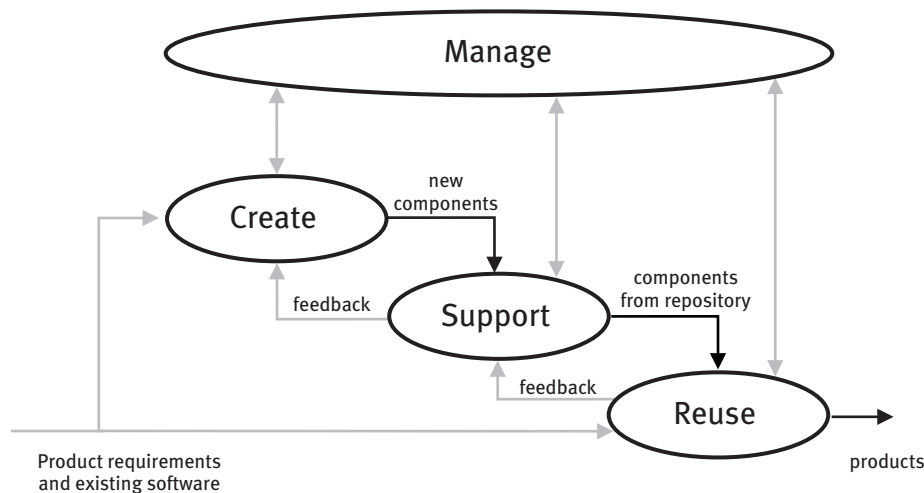 Manage
new
components
Create
components
from repository
feedback
Support
feedback
Reuse
Product requirements
and existing software
products